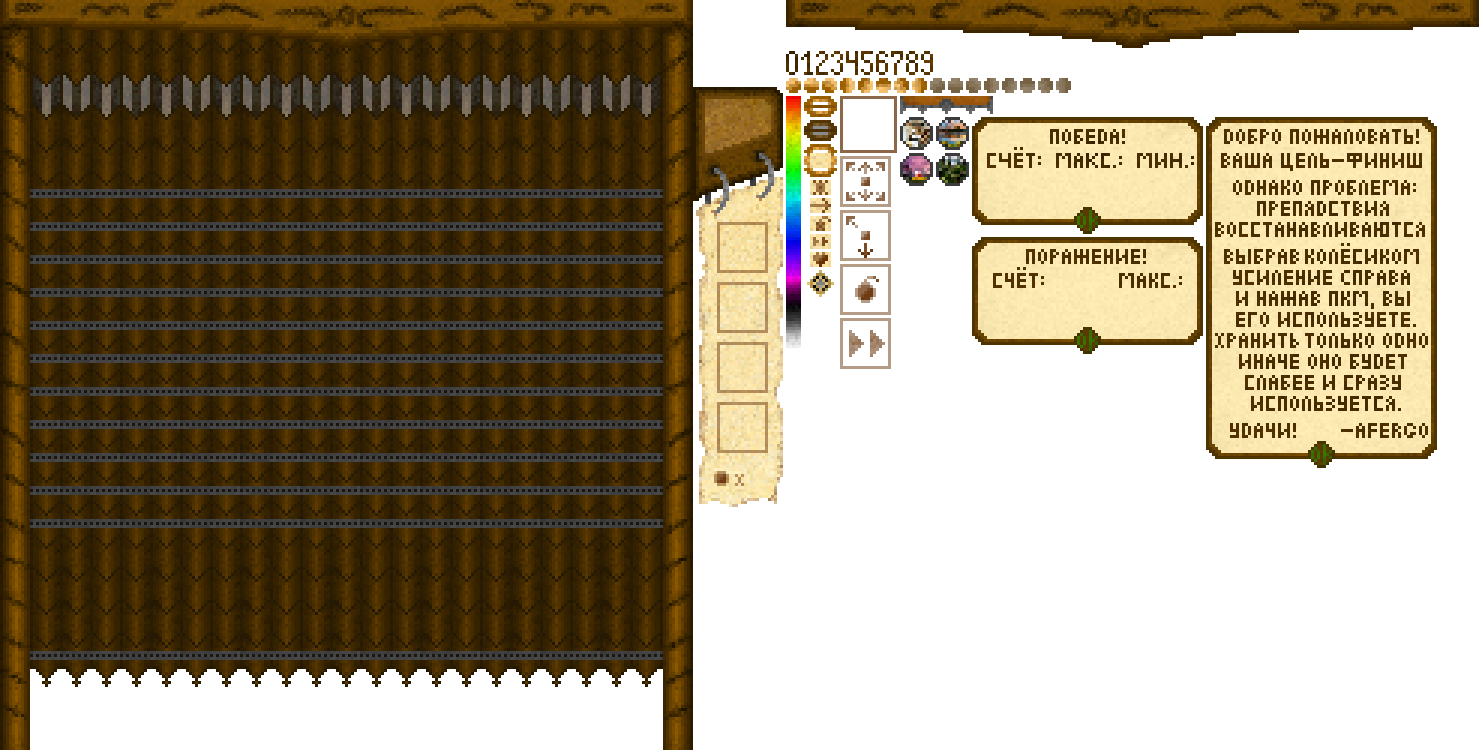 0123456789
ПОБЕДА!
СЧЁТ: МАКС.: МИН.:
ПОРАЖЕНИЕ!
СЧЁТ: МАКС.:
ДОБРО ПОЖАЛОВАТЬ!
ВАША ЦЕЛЬ-ФИНИШ
ОДНАКО ПРОБЛЕМА:
ПРЕПЯДСТВИЯ
ВОССТАНАВЛИВАЮТСЯ
ВЫБРАВ КОЛЁСИКОМ
УСИЛЕНИЕ СПРАВА
И НАЖАВ ПКМ, ВЫ
ЕГО ИСПОЛЬЗУЕТЕ.
ХРАНИТЬ ТОЛЬКО ОДНО
ИНАЧЕ ОНО БУДЕТ
СЛАБЕЕ И СРАЗУ
ИСПОЛЬЗУЕТСЯ.
УДАЧИ! -AFERGO
X